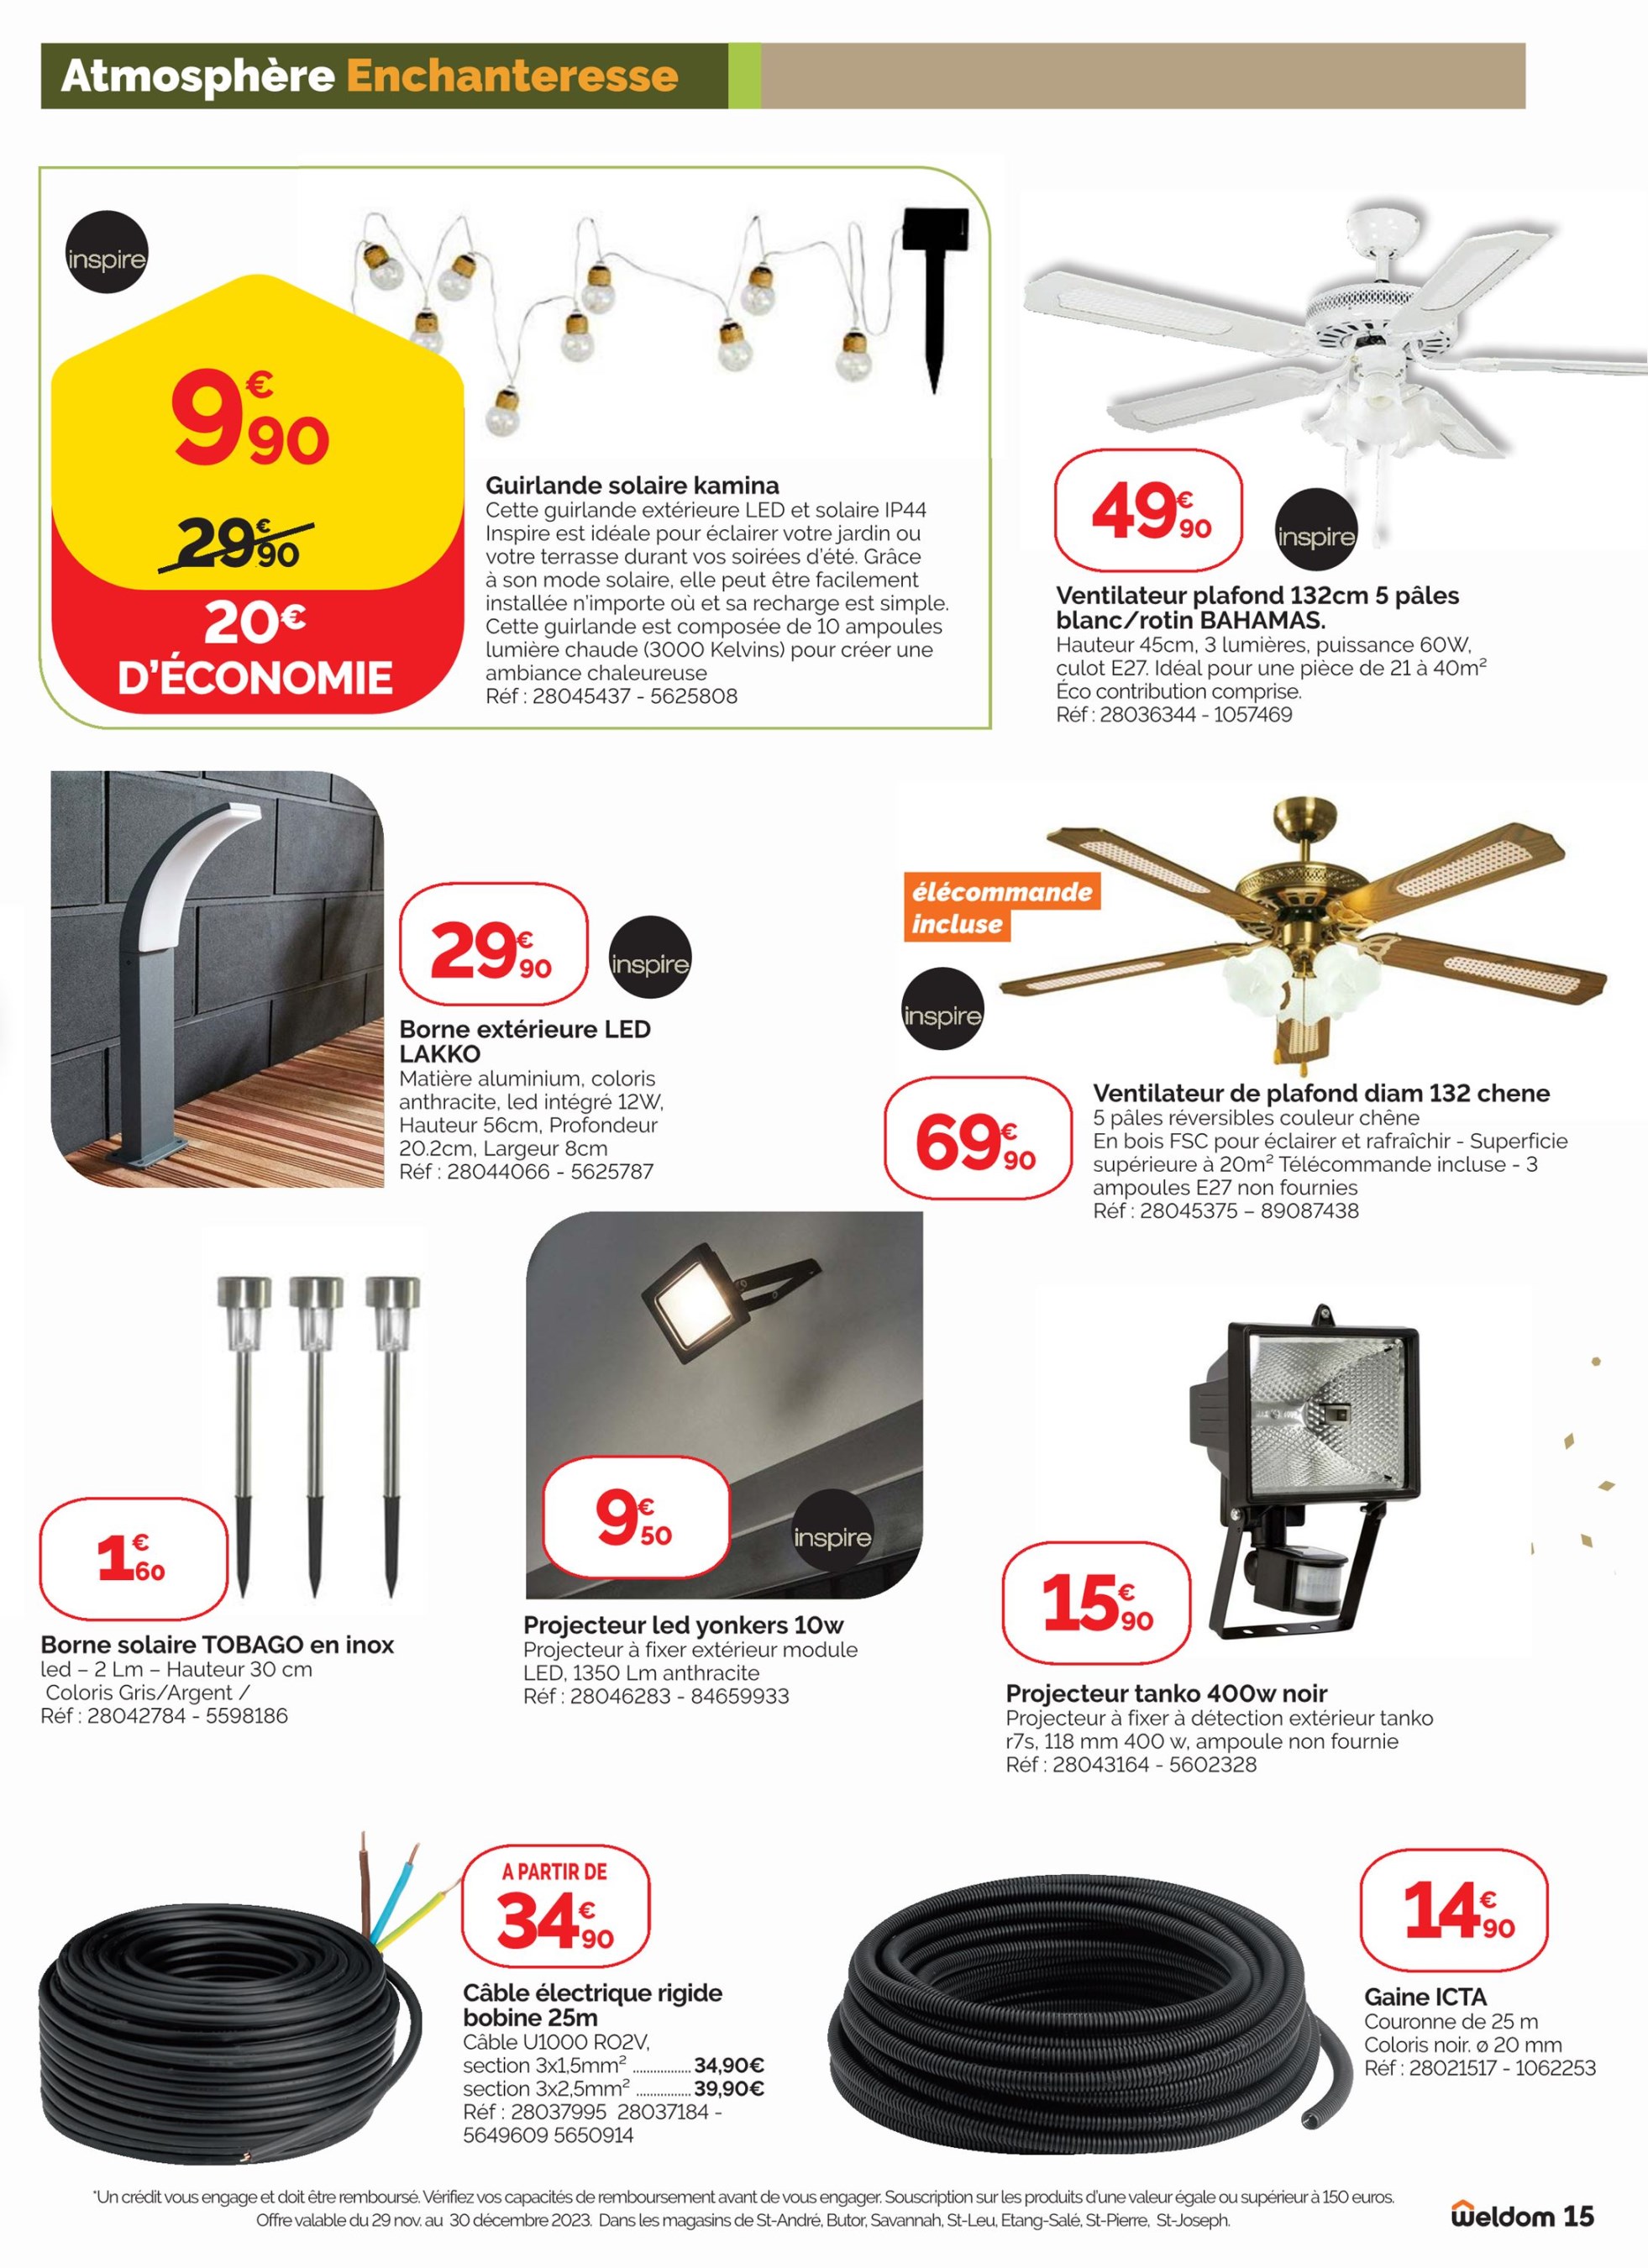 Atmosphère Enchanteresse
inspire
9€90
29€90
20€
D'ÉCONOMIE
Guirlande solaire kamina
Cette guirlande extérieure LED et solaire IP44
Inspire est idéale pour éclairer votre jardin ou
votre terrasse durant vos soirées d'été. Grâce
à son mode solaire, elle peut être facilement
installée n'importe où et sa recharge est simple.
Cette guirlande est composée de 10 ampoules
lumière chaude (3000 Kelvins) pour créer une
ambiance chaleureuse
Réf : 28045437 - 5625808
49€90
inspire
Ventilateur plafond 132cm 5 pâles
blanc/rotin BAHAMAS.
Hauteur 45cm, 3 lumières, puissance 60W,
culot E27. Idéal pour une pièce de 21 à 40m²
Éco contribution comprise.
Réf : 28036344 - 1057469
29€90
inspire
Borne extérieure LED
LAKKO
Matière aluminium, coloris
anthracite, led intégré 12W,
Hauteur 56cm, Profondeur
20.2cm, Largeur 8cm
Réf : 28044066 - 5625787
élécommande
incluse
inspire
69€90
Ventilateur de plafond diam 132 chene
5 pâles réversibles couleur chêne
En bois FSC pour éclairer et rafraîchir - Superficie
supérieure à 20m² Télécommande incluse - 3
ampoules E27 non fournies
Réf : 28045375 – 89087438
1€60
Borne solaire TOBAGO en inox
led – 2 Lm – Hauteur 30 cm
Coloris Gris/Argent /
Réf : 28042784 - 5598186
9€50
inspire
Projecteur led yonkers 10w
Projecteur à fixer extérieur module
LED, 1350 Lm anthracite
Réf : 28046283 - 84659933
15€90
Projecteur tanko 400w noir
Projecteur à fixer à détection extérieur tanko
r7s, 118 mm 400 w, ampoule non fournie
Réf : 28043164 - 5602328
A PARTIR DE
34€90
Câble électrique rigide
bobine 25m
Câble U1000 RO2V,
section 3x1,5mm² ............... 34,90€
section 3x2,5mm² .............. 39,90€
Réf : 28037995 28037184 -
5649609 5650914
14€90
Gaine ICTA
Couronne de 25 m
Coloris noir. ø 20 mm
Réf : 28021517 - 1062253
*Un crédit vous engage et doit être remboursé. Vérifiez vos capacités de remboursement avant de vous engager. Souscription sur les produits d'une valeur égale ou supérieur à 150 euros.
Offre valable du 29 nov. au 30 décembre 2023. Dans les magasins de St-André, Butor, Savannah, St-Leu, Etang-Salé, St-Pierre, St-Joseph.
weldom 15